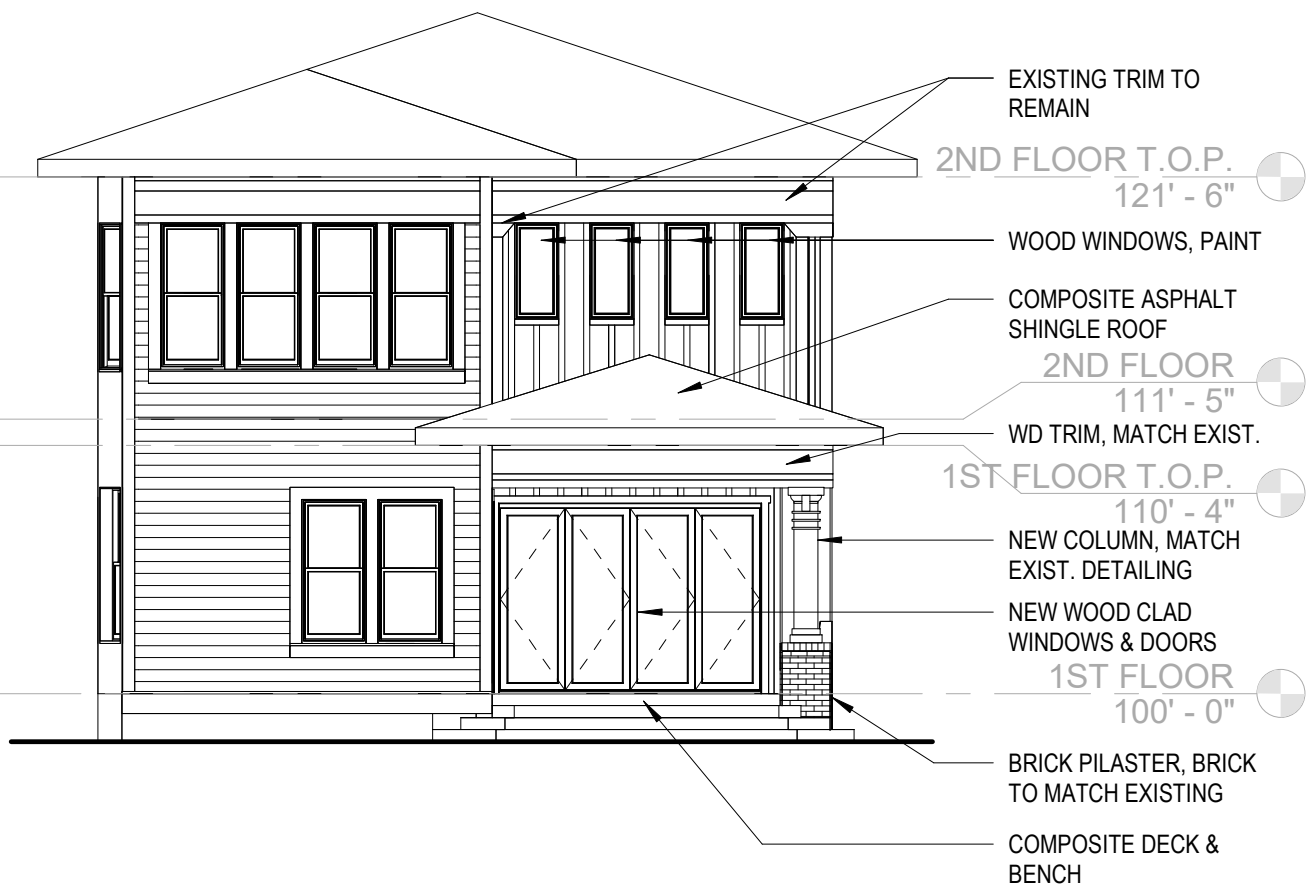 EXISTING TRIM TO
REMAIN
2ND FLOOR T.O.P.
121' - 6"
WOOD WINDOWS, PAINT
COMPOSITE ASPHALT
SHINGLE ROOF
2ND FLOOR
111' - 5"
WD TRIM, MATCH EXIST.
1ST FLOOR T.O.P.
110' - 4"
NEW COLUMN, MATCH
EXIST. DETAILING
NEW WOOD CLAD
WINDOWS & DOORS
1ST FLOOR
100' - 0"
BRICK PILASTER, BRICK
TO MATCH EXISTING
COMPOSITE DECK &
BENCH